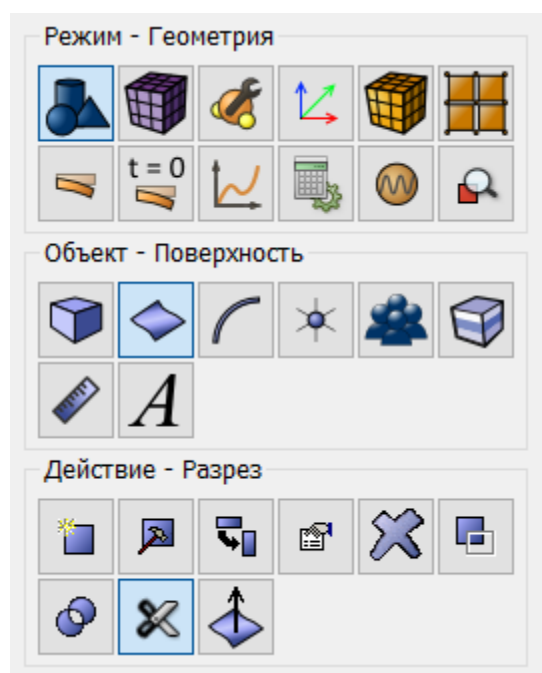 Режим - Геометрия
t = 0
Объект - Поверхность
A
Действие - Разрез